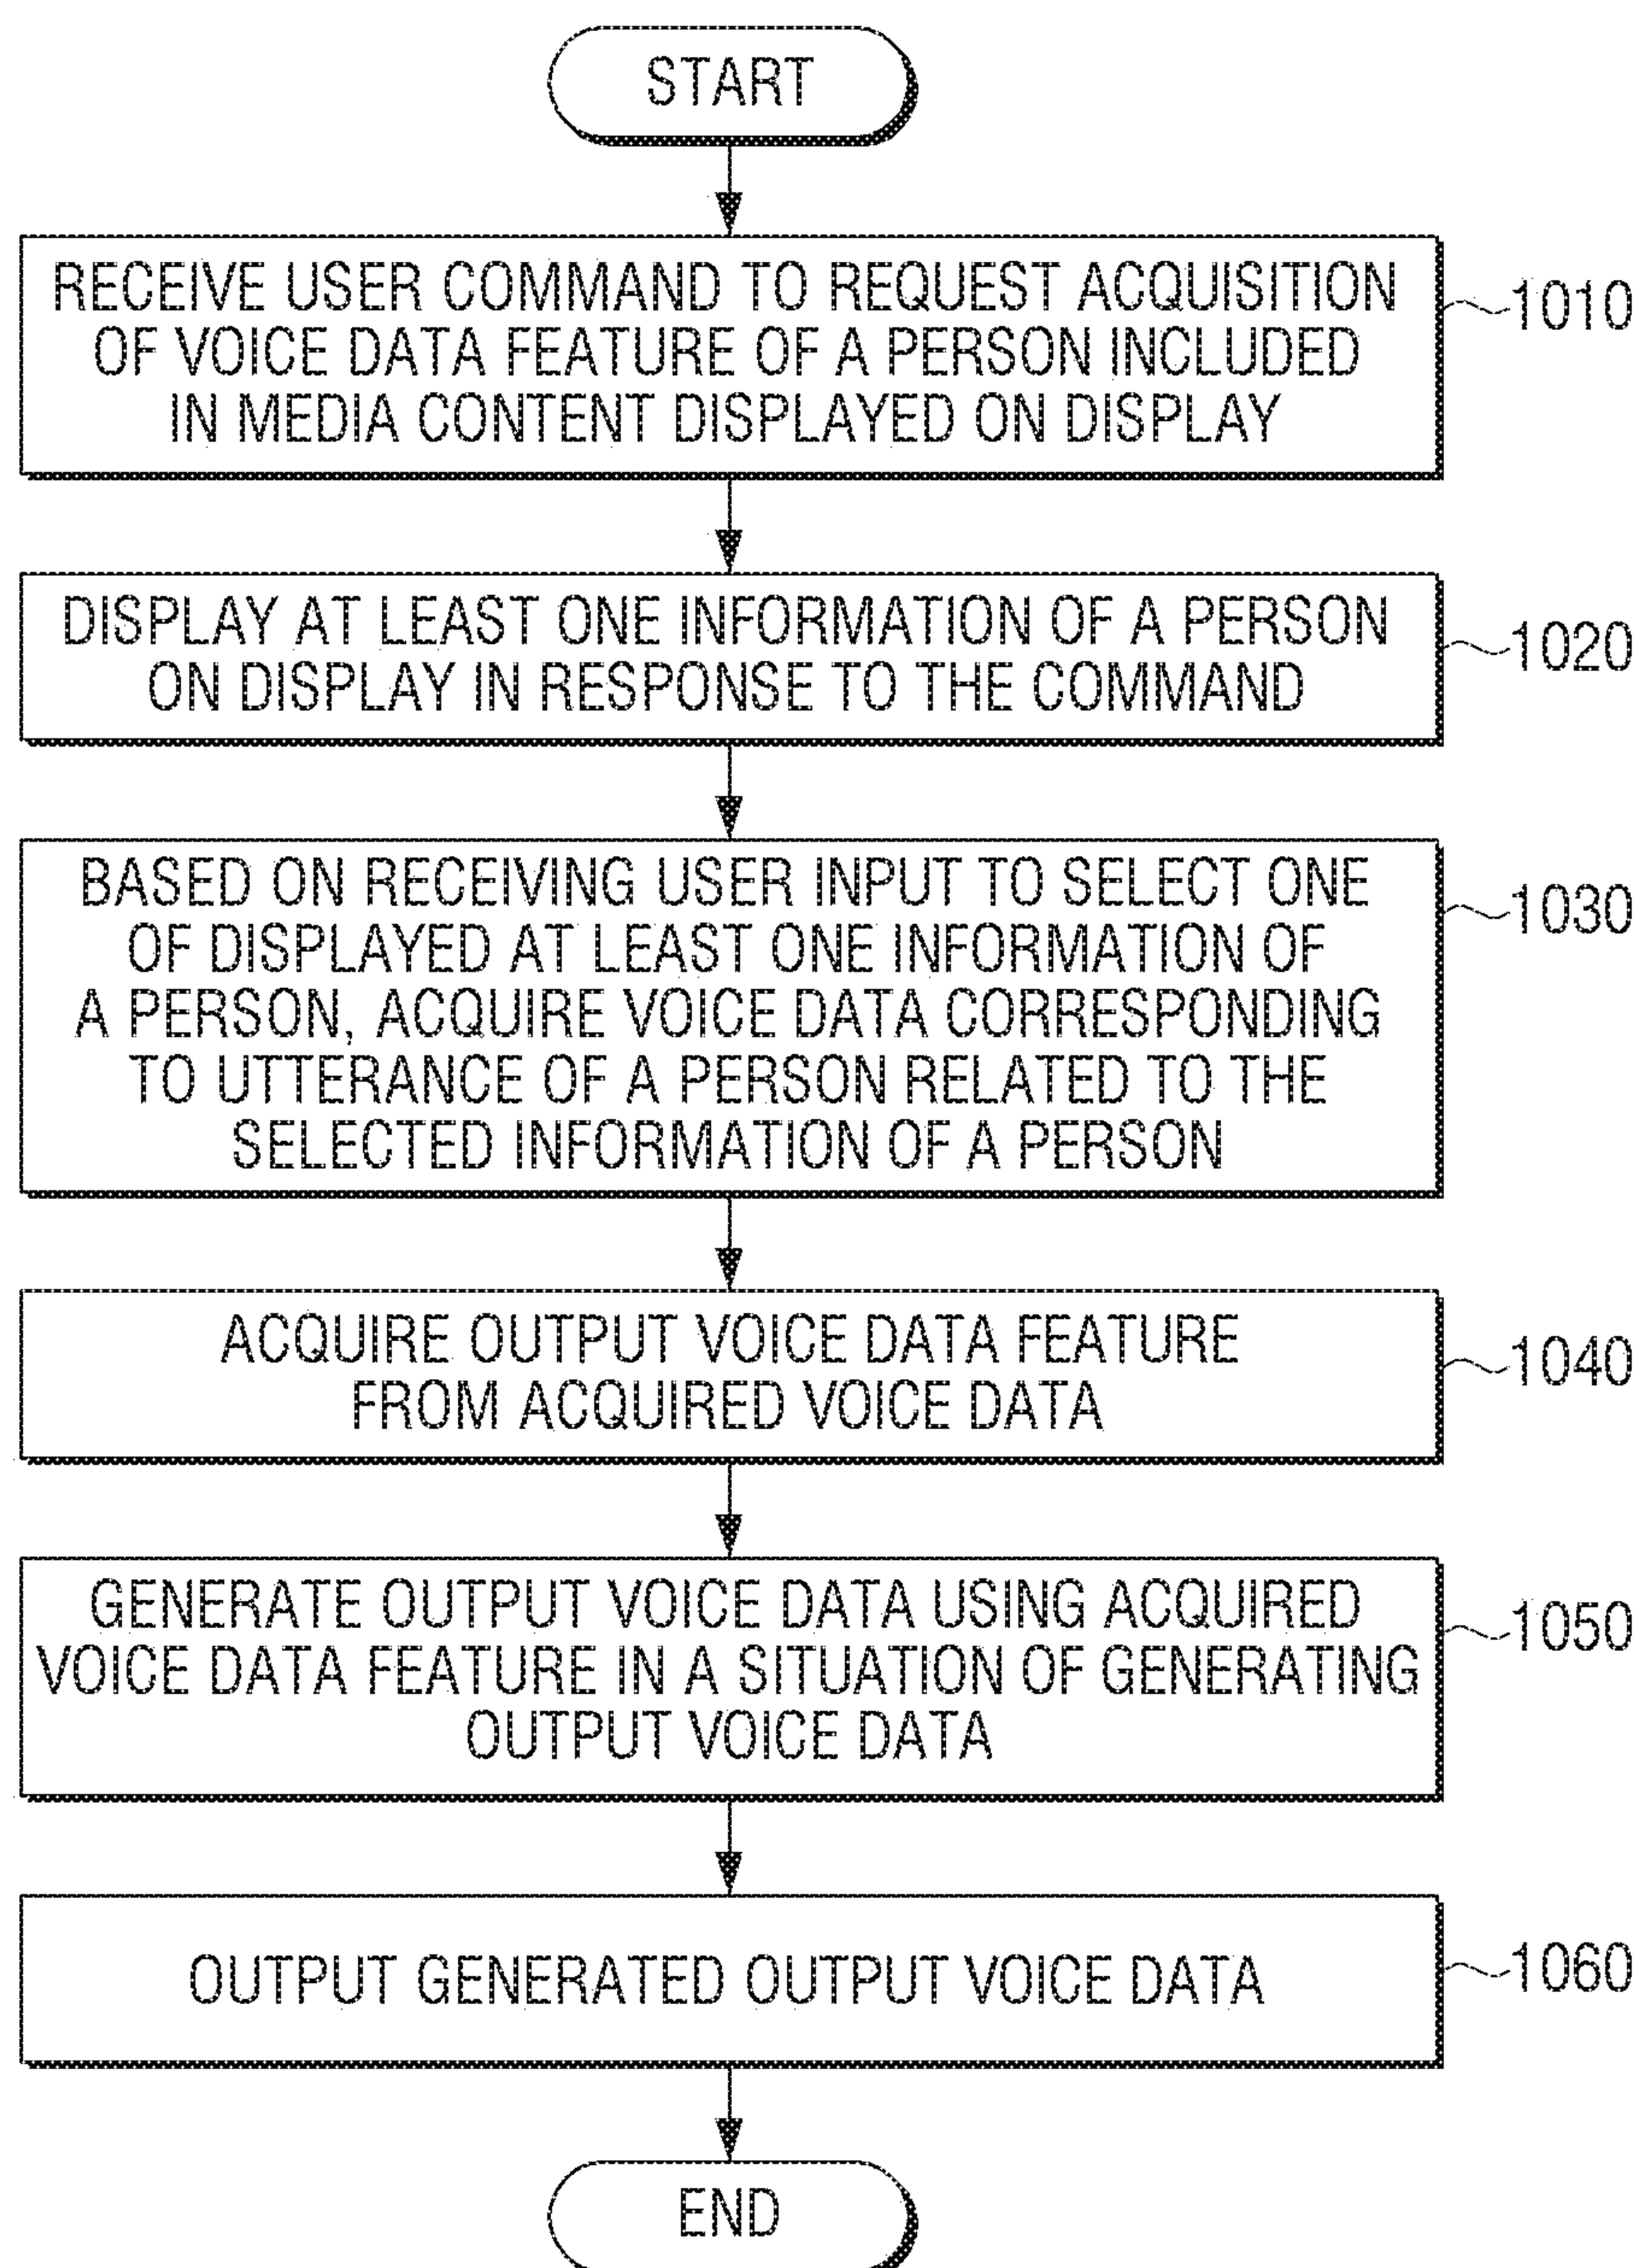 START
RECEIVE USER COMMAND TO REQUEST ACQUISITION
OF VOICE DATA FEATURE OF A PERSON INCLUDED
IN MEDIA CONTENT DISPLAYED ON DISPLAY
1010
DISPLAY AT LEAST ONE INFORMATION OF A PERSON
ON DISPLAY IN RESPONSE TO THE COMMAND
1020
BASED ON RECEIVING USER INPUT TO SELECT ONE
OF DISPLAYED AT LEAST ONE INFORMATION OF
A PERSON, ACQUIRE VOICE DATA CORRESPONDING
TO UTTERANCE OF A PERSON RELATED TO THE
SELECTED INFORMATION OF A PERSON
1030
ACQUIRE OUTPUT VOICE DATA FEATURE
FROM ACQUIRED VOICE DATA
1040
GENERATE OUTPUT VOICE DATA USING ACQUIRED
VOICE DATA FEATURE IN A SITUATION OF GENERATING
OUTPUT VOICE DATA
1050
OUTPUT GENERATED OUTPUT VOICE DATA
1060
END